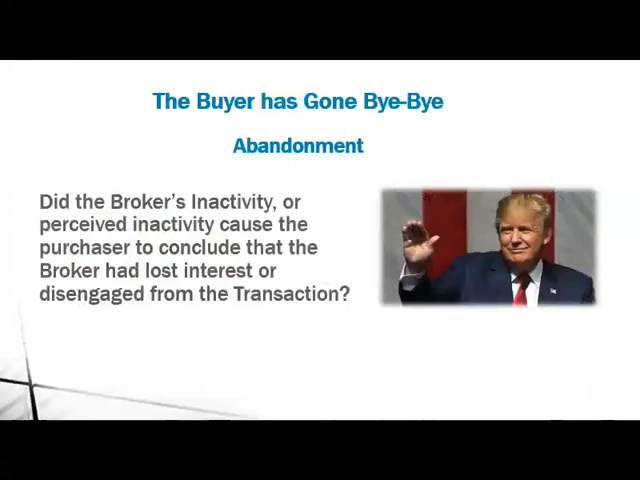 The Buyer has Gone Bye-Bye
Abandonment
Did the Broker's Inactivity, or
perceived inactivity cause the
purchaser to conclude that the
Broker had lost interest or
disengaged from the Transaction?